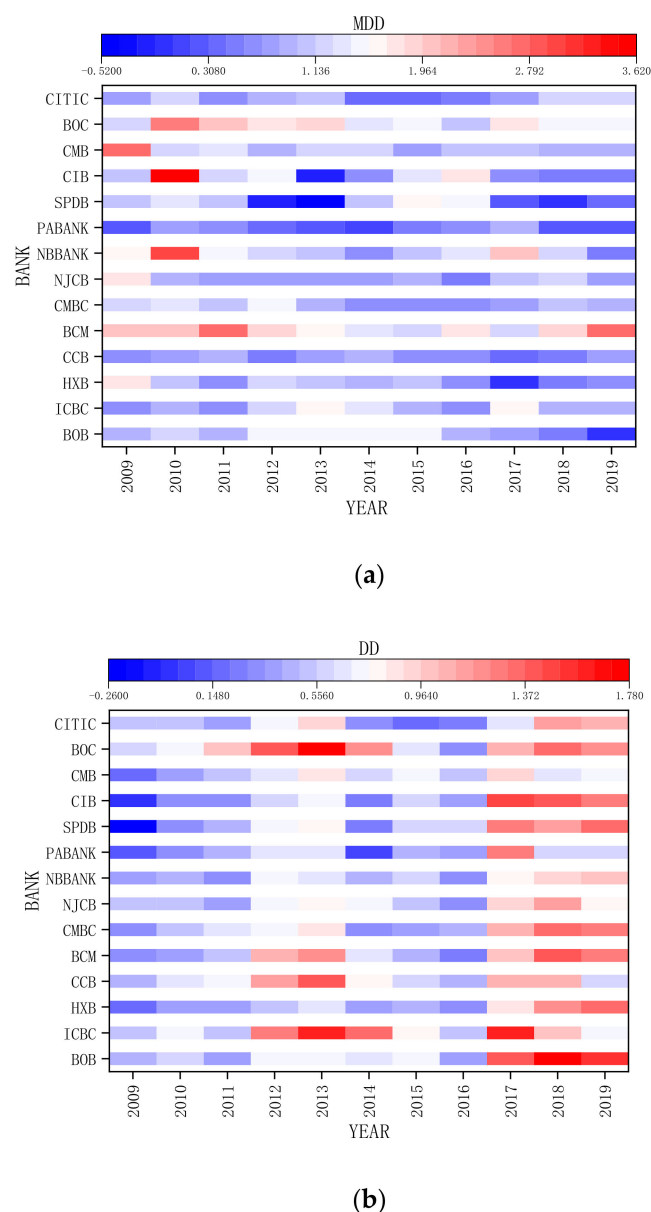 MDD
-0.5200 0.3080 1.136 1.964 2.792 3.620
CITIC
BOC
CMB
CIB
SPDB
PABANK
NBBANK
NJCB
CMBC
BCM
CCB
HXB
ICBC
BOB
BANK
2009 2010 2011 2012 2013 2014 2015 2016 2017 2018 2019
YEAR
(a)
DD
-0.2600 0.1480 0.5560 0.9640 1.372 1.780
CITIC
BOC
CMB
CIB
SPDB
PABANK
NBBANK
NJCB
CMBC
BCM
CCB
HXB
ICBC
BOB
BANK
2009 2010 2011 2012 2013 2014 2015 2016 2017 2018 2019
YEAR
(b)